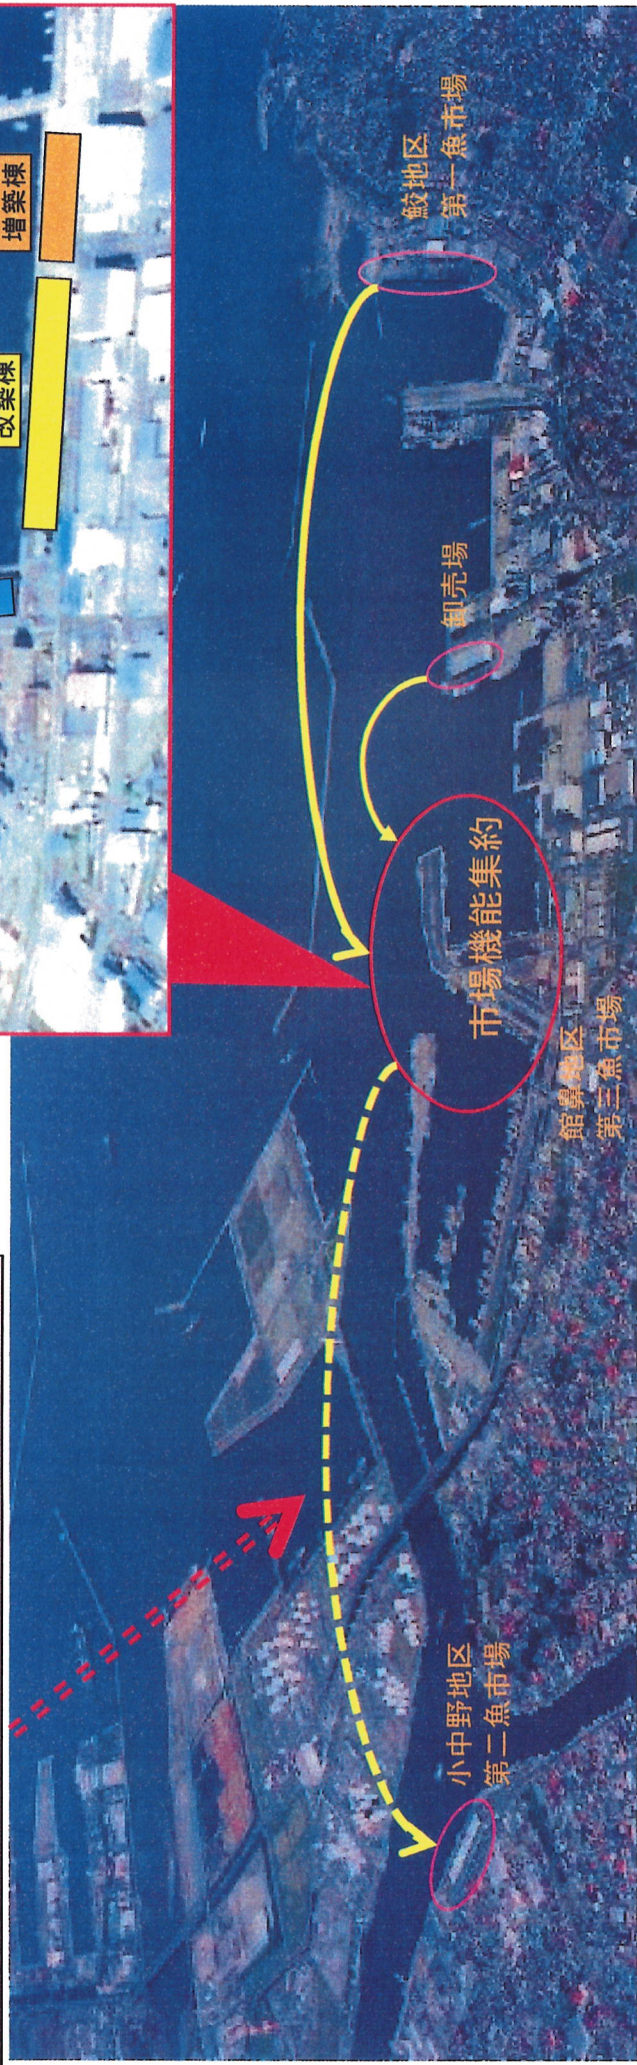 増築棟
改築棟
鮫地区
第一魚市場
卸売場
市場機能集約
館鼻地区
第三魚市場
小中野地区
第二魚市場